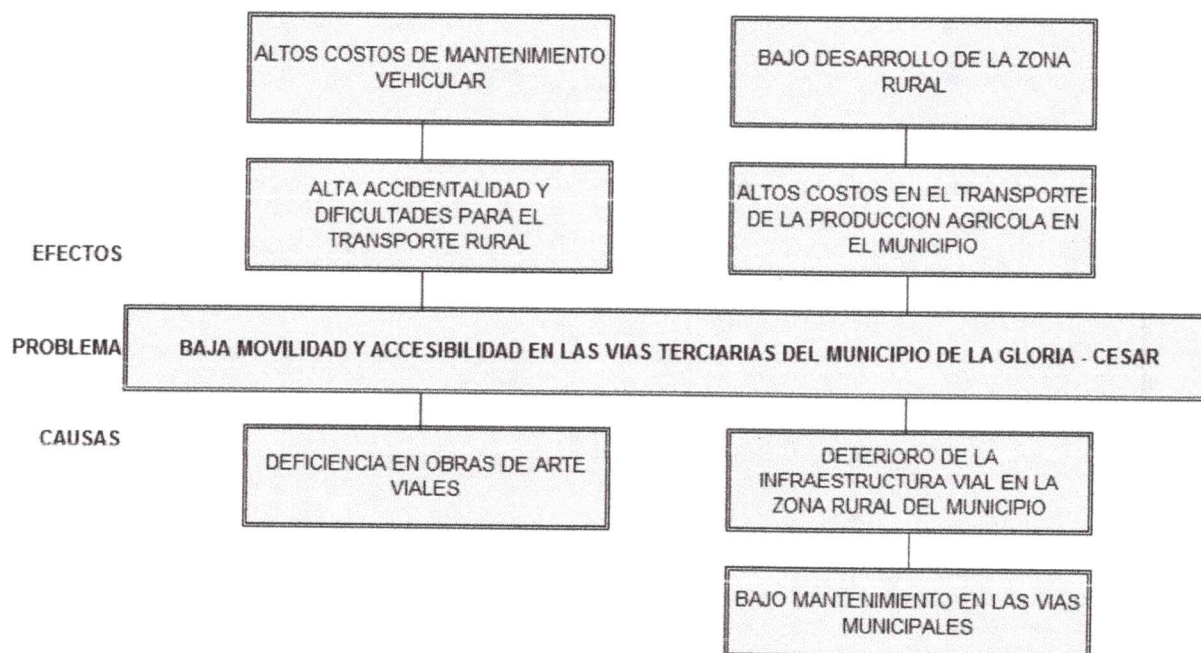 ALTOS COSTOS DE MANTENIMIENTO
VEHICULAR
BAJO DESARROLLO DE LA ZONA
RURAL
ALTA ACCIDENTALIDAD Y
DIFICULTADES PARA EL
TRANSPORTE RURAL
ALTOS COSTOS EN EL TRANSPORTE
DE LA PRODUCCION AGRICOLA EN
EL MUNICIPIO
EFECTOS
PROBLEMA
BAJA MOVILIDAD Y ACCESIBILIDAD EN LAS VIAS TERCIARIAS DEL MUNICIPIO DE LA GLORIA - CESAR
CAUSAS
DEFICIENCIA EN OBRAS DE ARTE
VIALES
DETERIORO DE LA
INFRAESTRUCTURA VIAL EN LA
ZONA RURAL DEL MUNICIPIO
BAJO MANTENIMIENTO EN LAS VIAS
MUNICIPALES